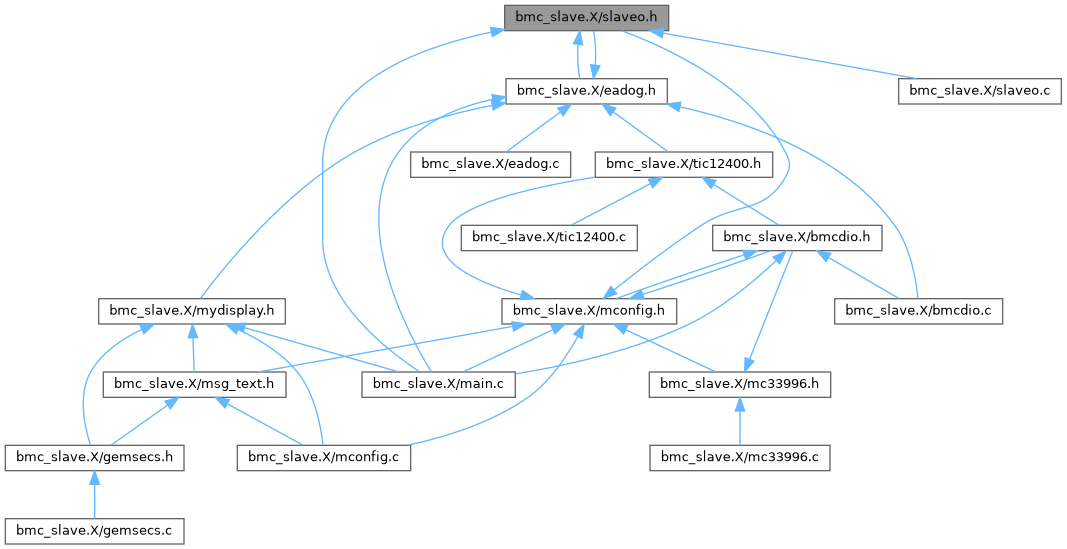 bmc_slave.X/slaveo.h
bmc_slave.X/eadog.h
bmc_slave.X/slaveo.c
bmc_slave.X/eadog.c
bmc_slave.X/tic12400.h
bmc_slave.X/tic12400.c
bmc_slave.X/bmcdio.h
bmc_slave.X/mydisplay.h
bmc_slave.X/mconfig.h
bmc_slave.X/bmcdio.c
bmc_slave.X/msg_text.h
bmc_slave.X/main.c
bmc_slave.X/mc33996.h
bmc_slave.X/gemsecs.h
bmc_slave.X/mconfig.c
bmc_slave.X/mc33996.c
bmc_slave.X/gemsecs.c